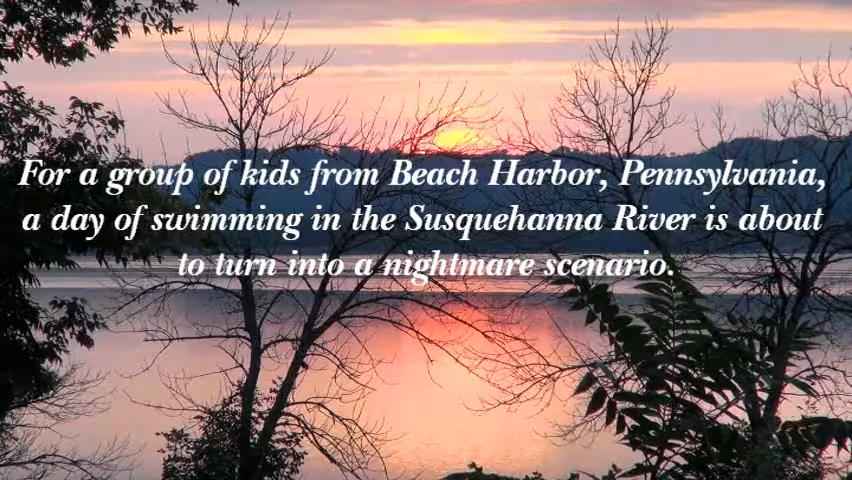 For a group of kids from Beach Harbor, Pennsylvania,
a day of swimming in the Susquehanna River is about
to turn into a nightmare scenario.